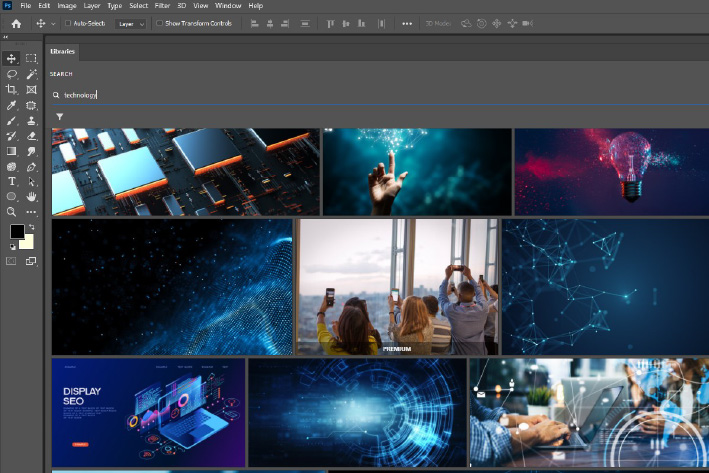 Ps File Edit Image Layer Type Select Filter 3D View Window Help
Auto-Select: Layer Show Transform Controls 3D Mode:
Libraries
SEARCH
technology
PREMIUM
DISPLAY
SEO